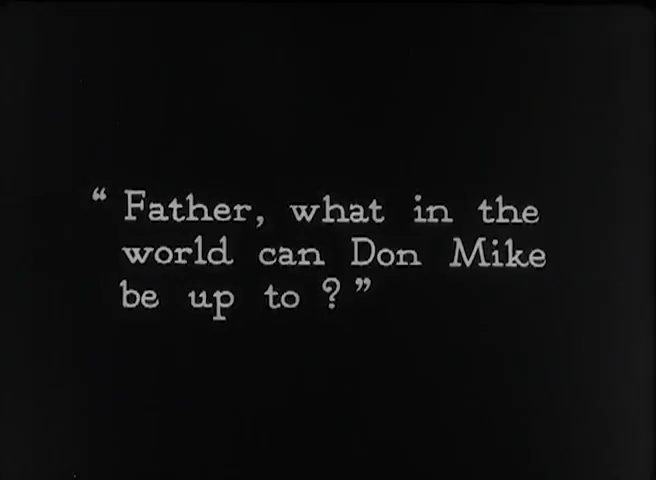 “ Father, what in the
world can Don Mike
be up to ? ”